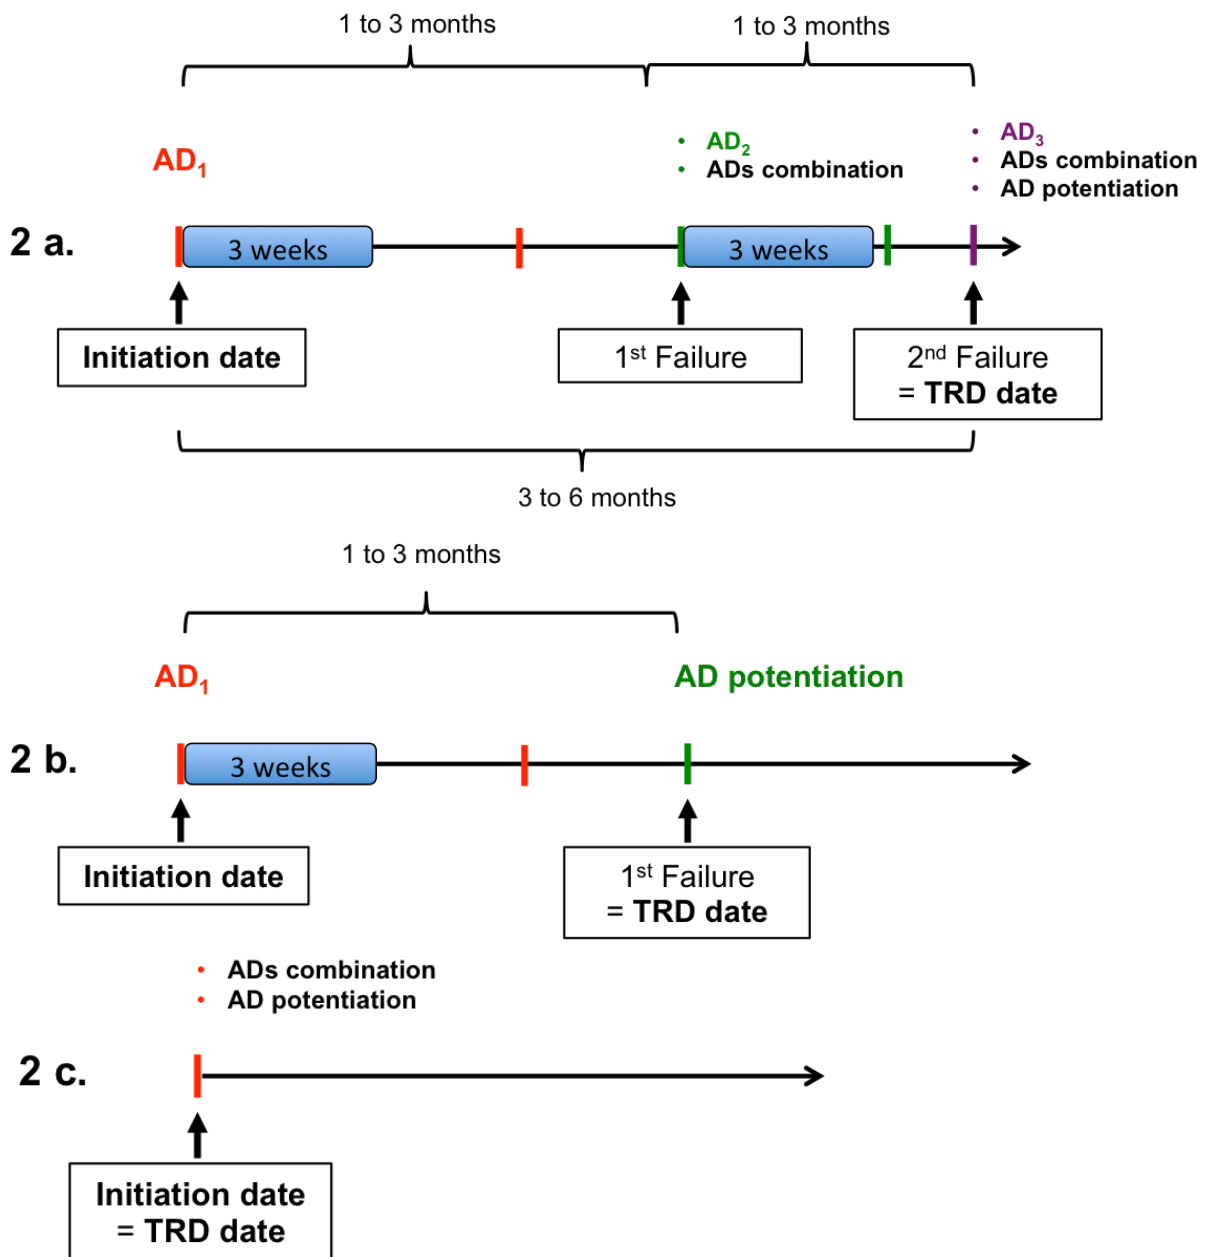 1 to 3 months
1 to 3 months
AD₁
• AD₂
• ADs combination
• AD₃
• ADs combination
• AD potentiation
2 a.
3 weeks
3 weeks
Initiation date
1st Failure
2nd Failure
= TRD date
3 to 6 months
1 to 3 months
AD₁
AD potentiation
2 b.
3 weeks
Initiation date
1st Failure
= TRD date
• ADs combination
• AD potentiation
2 c.
Initiation date
= TRD date